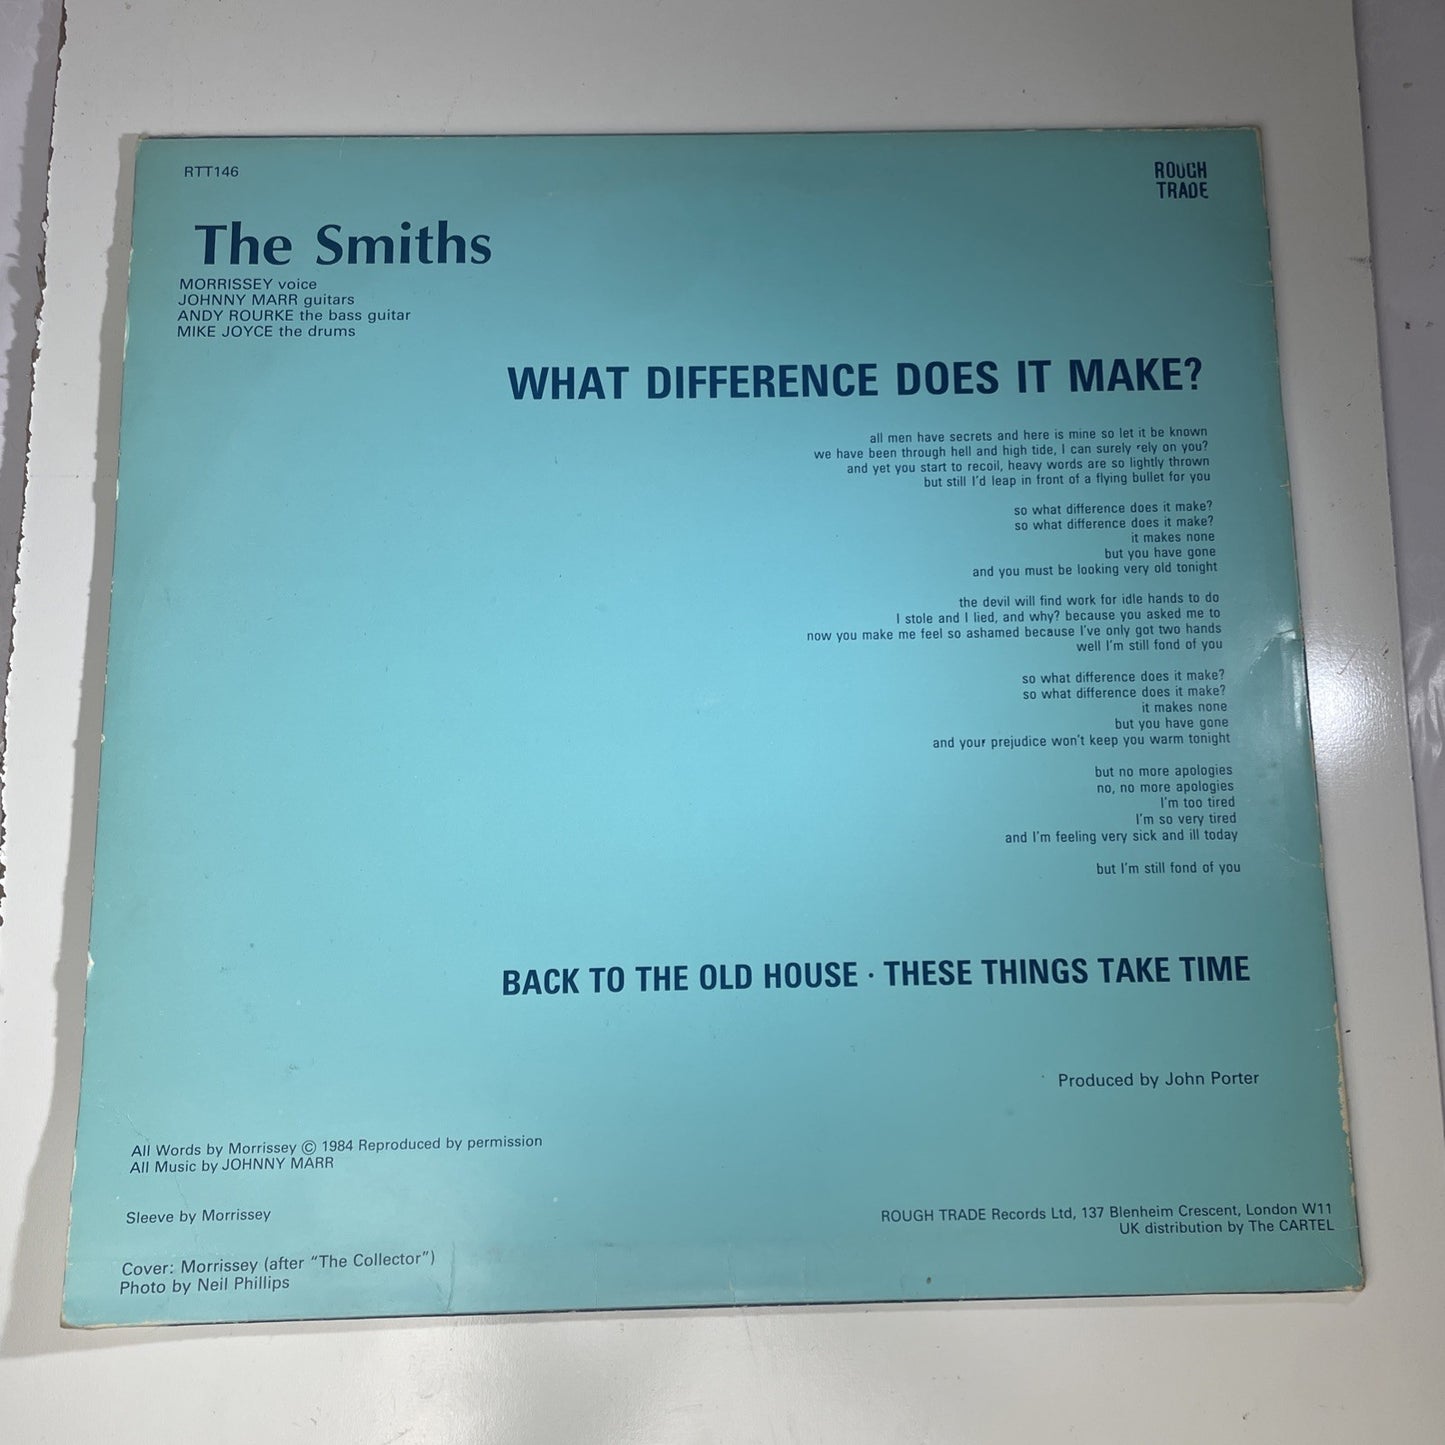 RTT146
ROUGH
TRADE
The Smiths
MORRISSEY voice
JOHNNY MARR guitars
ANDY ROURKE the bass guitar
MIKE JOYCE the drums
WHAT DIFFERENCE DOES IT MAKE?
all men have secrets and here is mine so let it be known
we have been through hell and high tide, I can surely rely on you?
and yet you start to recoil, heavy words are so lightly thrown
but still I'd leap in front of a flying bullet for you
so what difference does it make?
so what difference does it make?
it makes none
but you have gone
and you must be looking very old tonight
the devil will find work for idle hands to do
I stole and I lied, and why? because you asked me to
now you make me feel so ashamed because I've only got two hands
well I'm still fond of you
so what difference does it make?
so what difference does it make?
it makes none
but you have gone
and your prejudice won't keep you warm tonight
but no more apologies
no, no more apologies
I'm too tired
I'm so very tired
and I'm feeling very sick and ill today
but I'm still fond of you
BACK TO THE OLD HOUSE · THESE THINGS TAKE TIME
Produced by John Porter
All Words by Morrissey © 1984 Reproduced by permission
All Music by JOHNNY MARR
Sleeve by Morrissey
Cover: Morrissey (after “The Collector”)
Photo by Neil Phillips
ROUGH TRADE Records Ltd, 137 Blenheim Crescent, London W11
UK distribution by The CARTEL